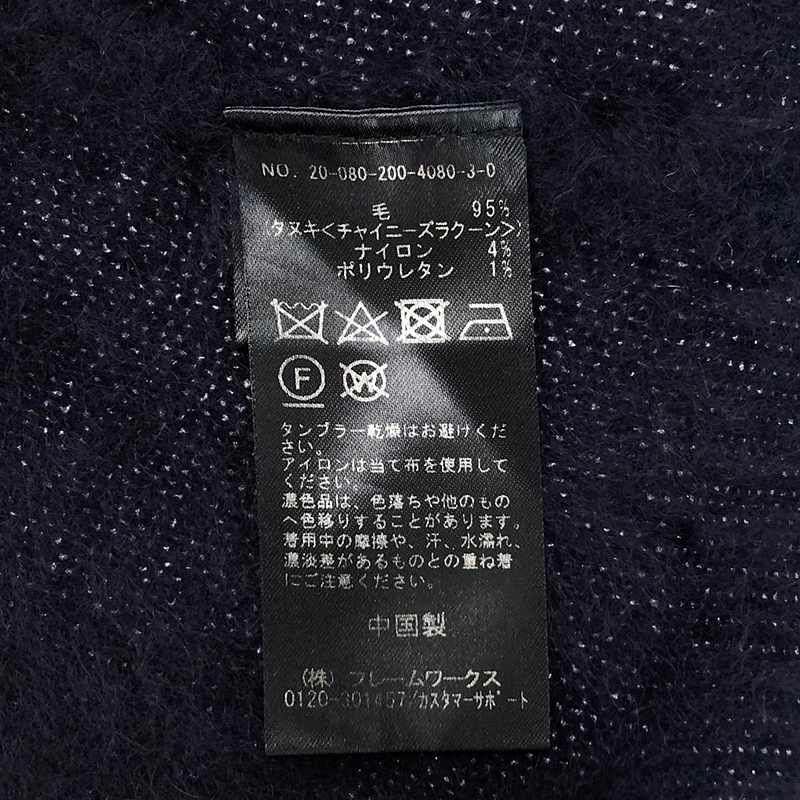 NO. 20-080-200-4080-3-0
毛 95%
(タヌキ<チャイニーズラクーン>)
ナイロン 4%
ポリウレタン 1%
F W
タンブラー乾燥はお避けくだ
さい。
アイロンは当て布を使用して
ください。
濃色品は、色落ちや他のもの
へ色移りすることがあります。
着用中の摩擦や、汗、水濡れ、
濃淡差があるものとの重ね着
にご注意ください。
中国製
(株)フレームワークス
0120-301457/カスタマーサポート